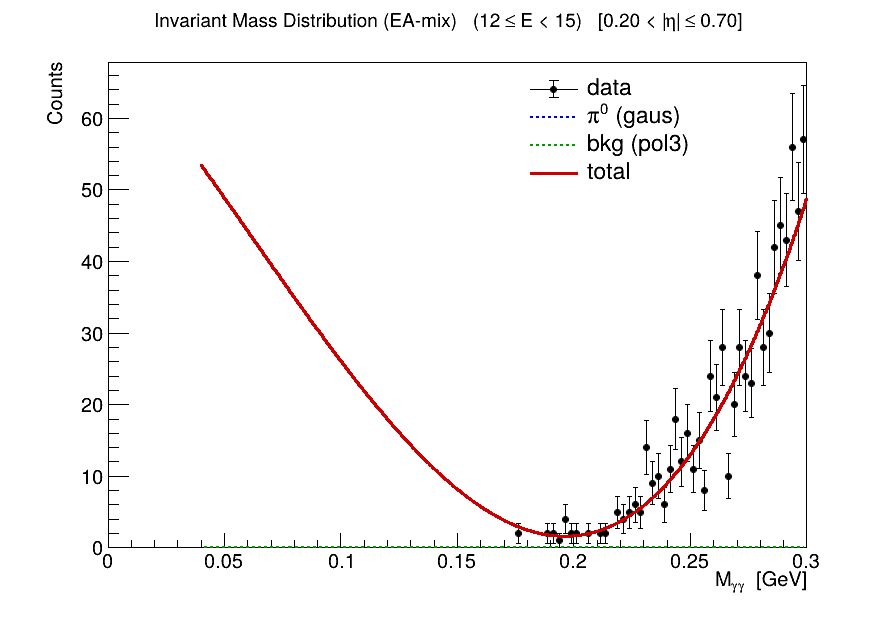 Invariant Mass Distribution (EA-mix) (12 ≤ E < 15) [0.20 < |η| ≤ 0.70]
Counts
data
π⁰ (gaus)
bkg (pol3)
total
60
50
40
30
20
10
0
0 0.05 0.1 0.15 0.2 0.25 0.3
M_γγ [GeV]